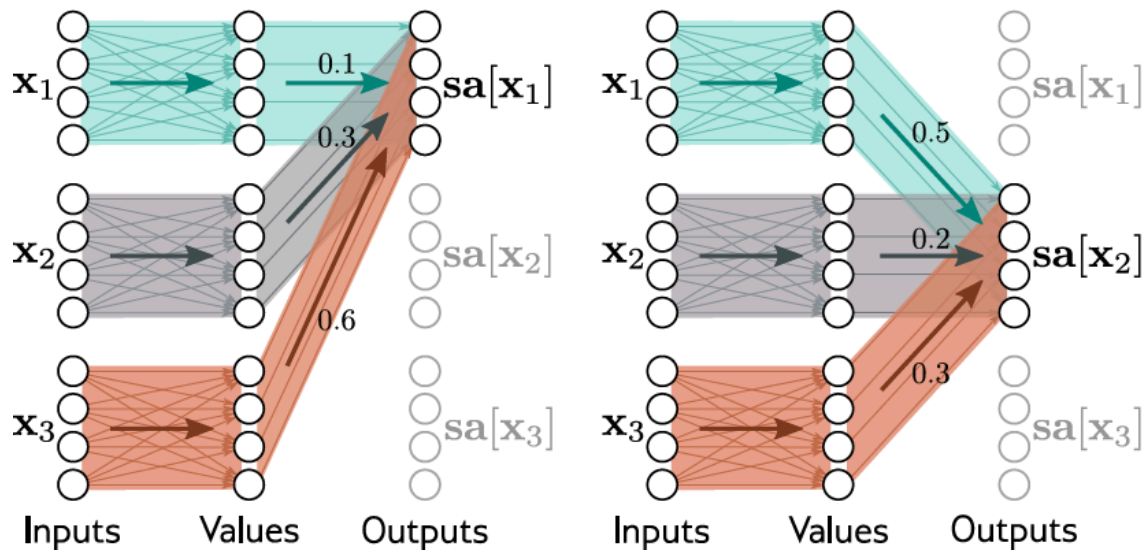 x1
0.1
sa[x1]
0.3
x2
sa[x2]
0.6
x3
sa[x3]
Inputs Values Outputs
x1
sa[x1]
0.5
x2
0.2
sa[x2]
0.3
x3
sa[x3]
Inputs Values Outputs